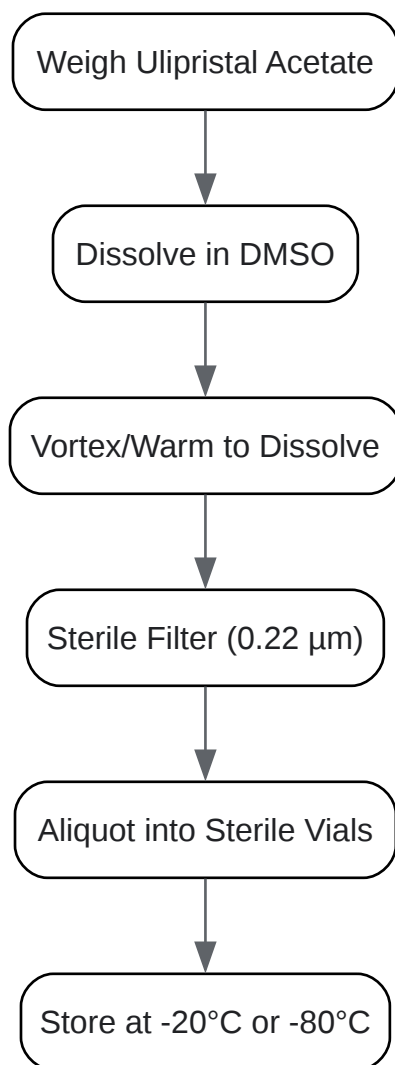 Weigh Ulipristal Acetate
Dissolve in DMSO
Vortex/Warm to Dissolve
Sterile Filter (0.22 µm)
Aliquot into Sterile Vials
Store at -20°C or -80°C